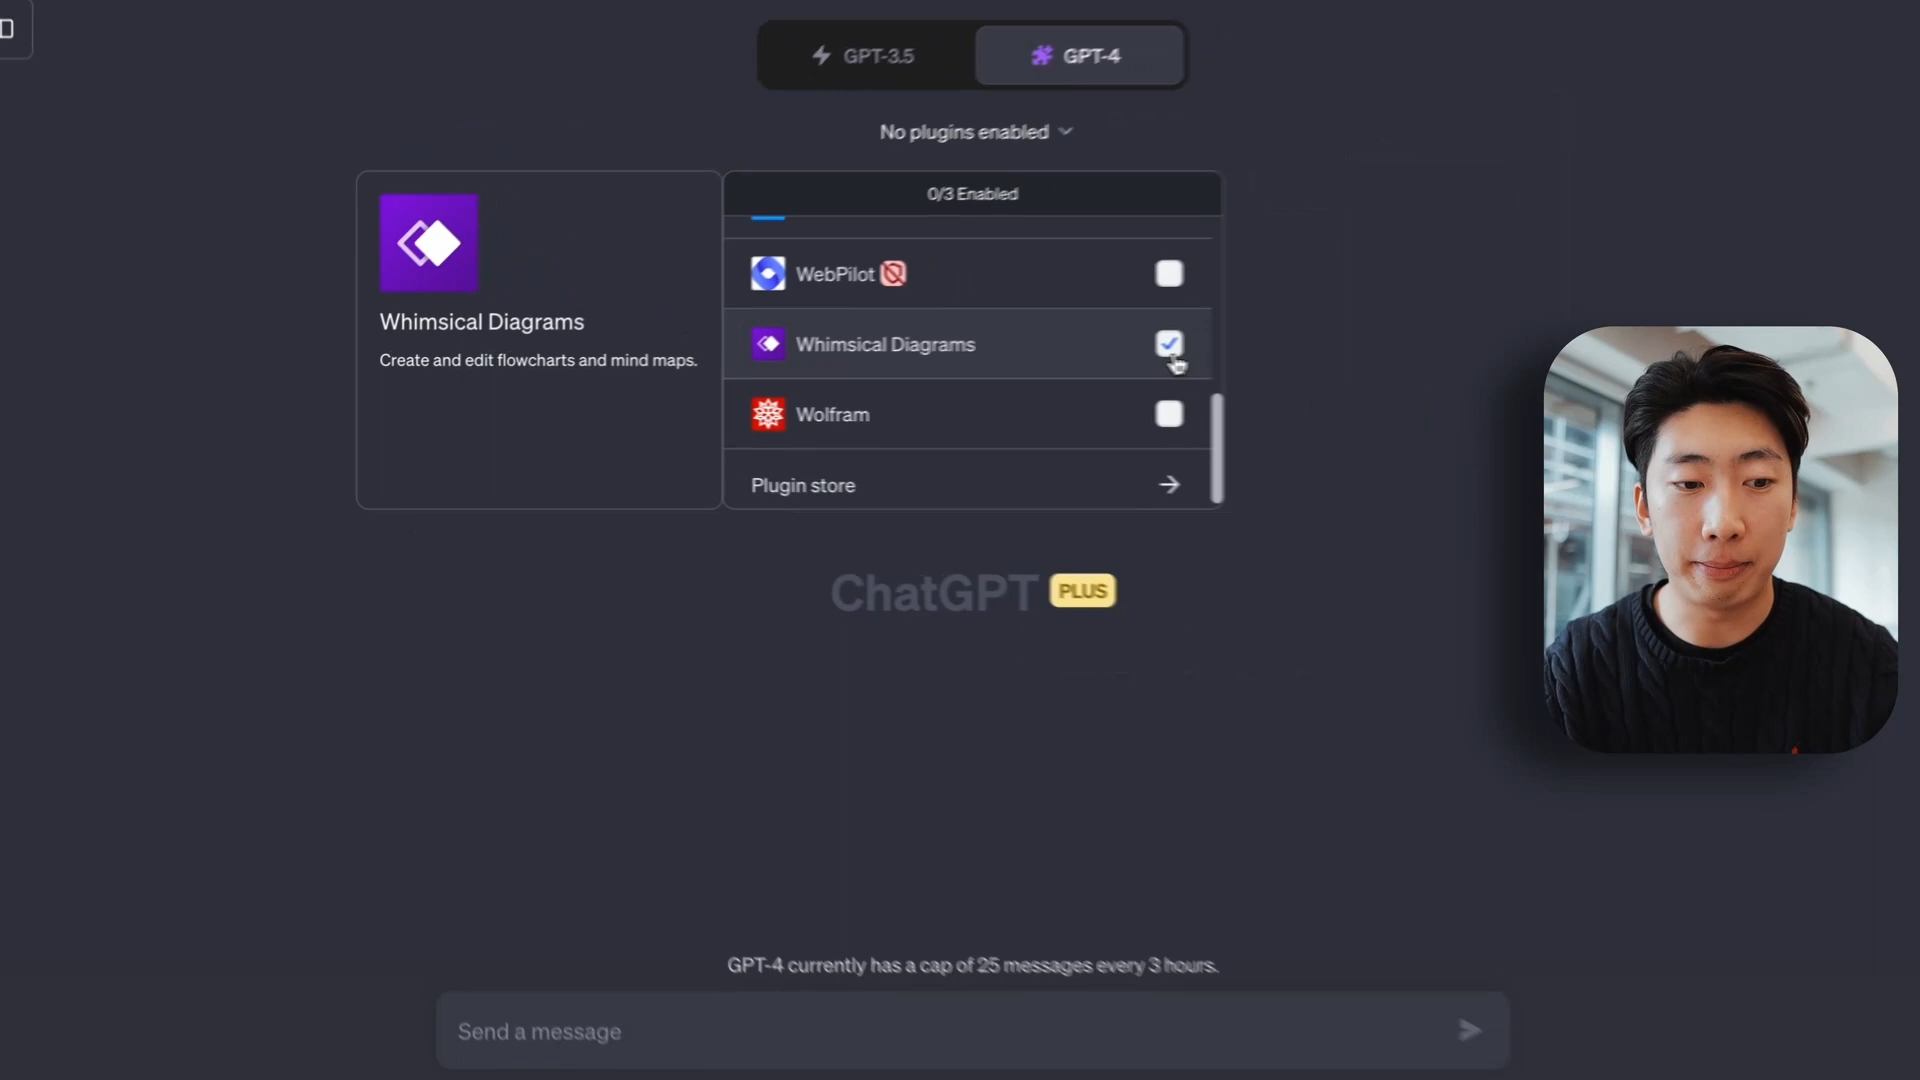 GPT-3.5
GPT-4
No plugins enabled
0/3 Enabled
Whimsical Diagrams
Create and edit flowcharts and mind maps.
WebPilot
Whimsical Diagrams
Wolfram
Plugin store
ChatGPT PLUS
GPT-4 currently has a cap of 25 messages every 3 hours.
Send a message